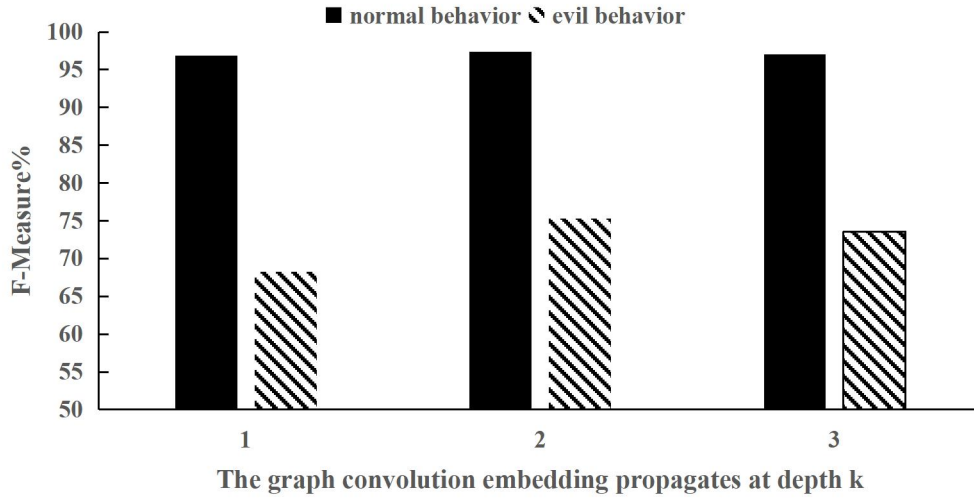 normal behavior evil behavior
100
95
90
85
80
75
70
65
60
55
50
F-Measure%
1 2 3
The graph convolution embedding propagates at depth k